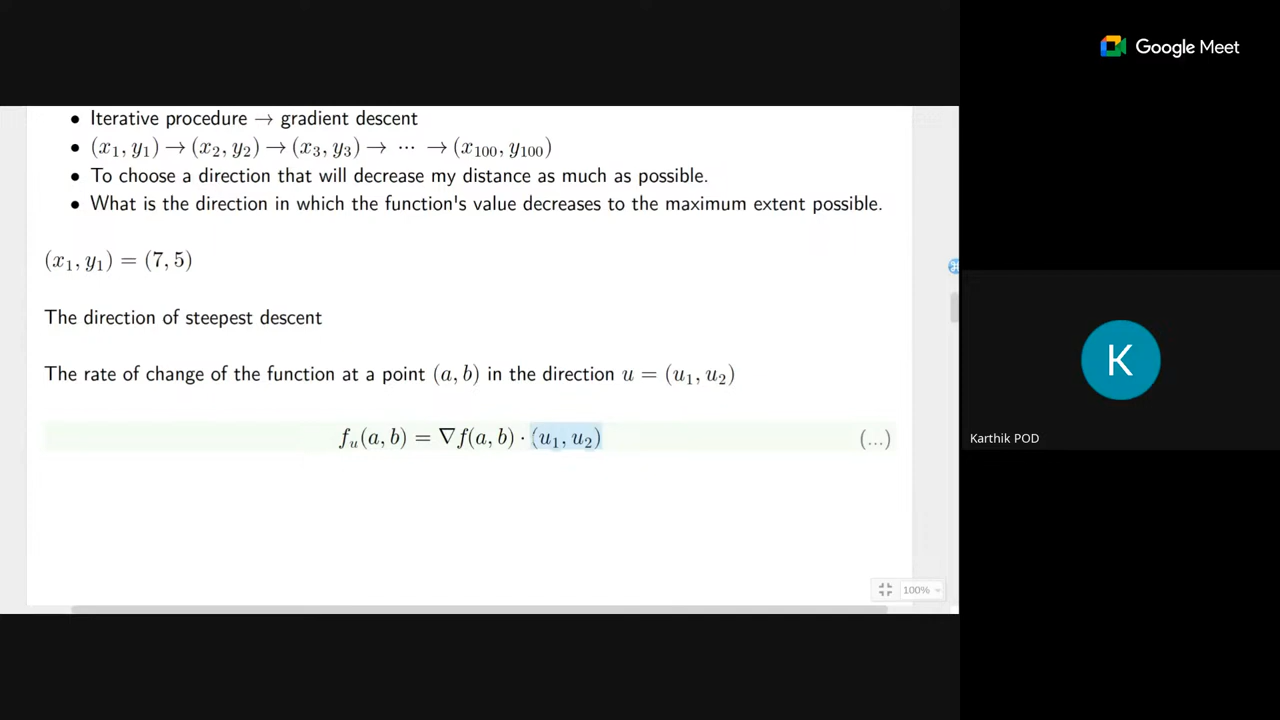 Google Meet
• Iterative procedure → gradient descent
• (x₁, y₁) → (x₂, y₂) → (x₃, y₃) → ⋯ → (x₁₀₀, y₁₀₀)
• To choose a direction that will decrease my distance as much as possible.
• What is the direction in which the function's value decreases to the maximum extent possible.
(x₁, y₁) = (7, 5)
The direction of steepest descent
The rate of change of the function at a point (a, b) in the direction u = (u₁, u₂)
fᵤ(a, b) = ∇f(a, b) · (u₁, u₂) (...)
100%
K
Karthik POD